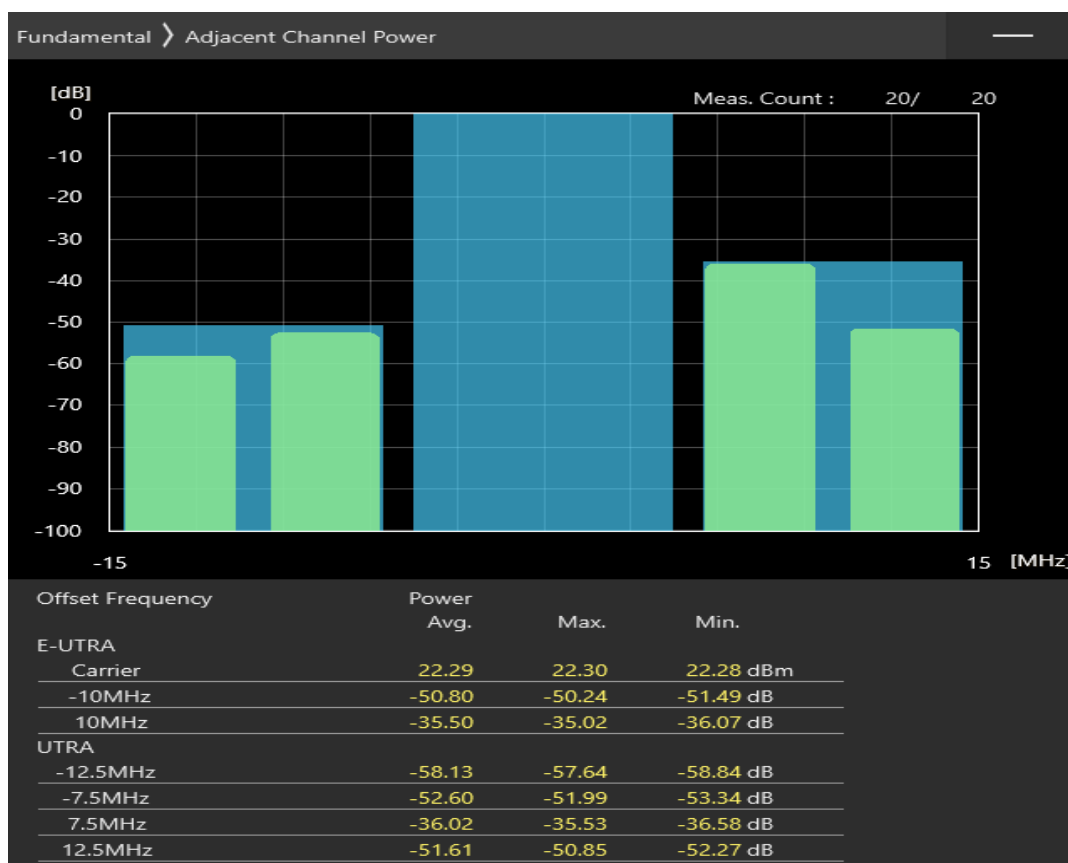 Fundamental 〉 Adjacent Channel Power
[dB]
Meas. Count : 20/ 20
0
-10
-20
-30
-40
-50
-60
-70
-80
-90
-100
-15 15 [MHz]
Offset Frequency Power
Avg. Max. Min.
E-UTRA
Carrier 22.29 22.30 22.28 dBm
-10MHz -50.80 -50.24 -51.49 dB
10MHz -35.50 -35.02 -36.07 dB
UTRA
-12.5MHz -58.13 -57.64 -58.84 dB
-7.5MHz -52.60 -51.99 -53.34 dB
7.5MHz -36.02 -35.53 -36.58 dB
12.5MHz -51.61 -50.85 -52.27 dB